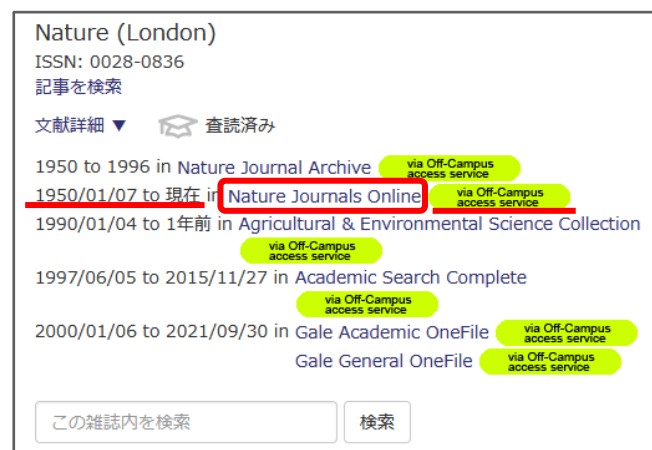 Nature (London)
ISSN: 0028-0836
記事を検索
文献詳細 ▼ 査読済み
1950 to 1996 in Nature Journal Archive via Off-Campus access service
1950/01/07 to 現在 in Nature Journals Online via Off-Campus access service
1990/01/04 to 1年前 in Agricultural & Environmental Science Collection
via Off-Campus access service
1997/06/05 to 2015/11/27 in Academic Search Complete
via Off-Campus access service
2000/01/06 to 2021/09/30 in Gale Academic OneFile via Off-Campus access service
Gale General OneFile via Off-Campus access service
この雑誌内を検索 検索